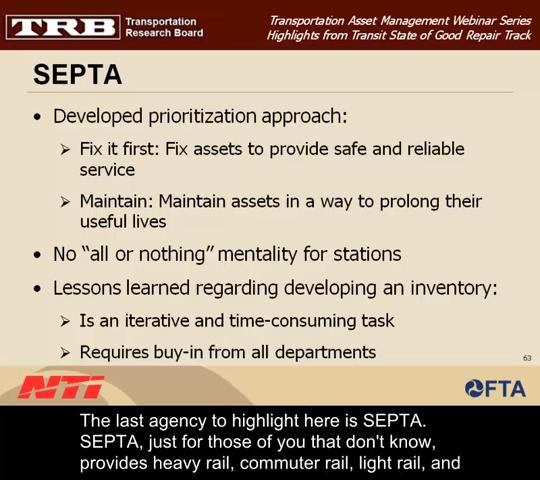 TRB Transportation Research Board
Transportation Asset Management Webinar Series
Highlights from Transit State of Good Repair Track
SEPTA
• Developed prioritization approach:
➢ Fix it first: Fix assets to provide safe and reliable
service
➢ Maintain: Maintain assets in a way to prolong their
useful lives
• No “all or nothing” mentality for stations
• Lessons learned regarding developing an inventory:
➢ Is an iterative and time-consuming task
➢ Requires buy-in from all departments
63
NTI
FTA
The last agency to highlight here is SEPTA.
SEPTA, just for those of you that don't know,
provides heavy rail, commuter rail, light rail, and